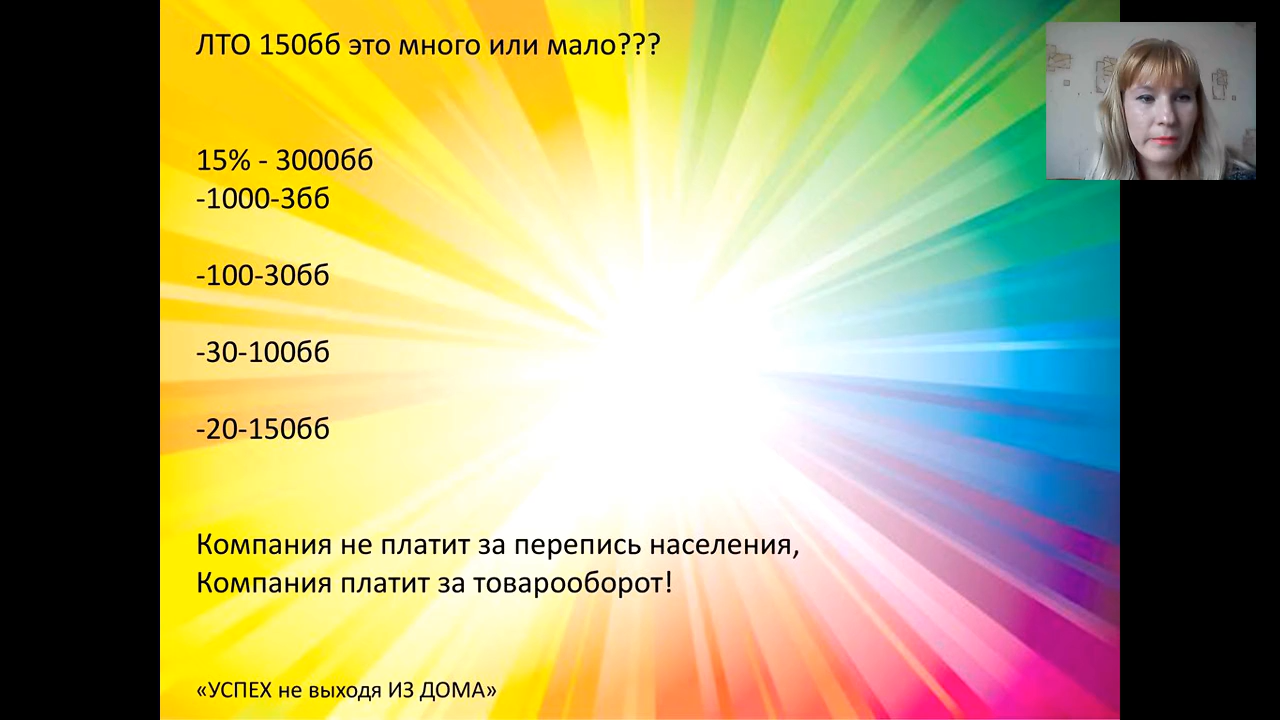 ЛТО 150бб это много или мало???
15% - 3000бб
-1000-3бб
-100-30бб
-30-100бб
-20-150бб
Компания не платит за перепись населения,
Компания платит за товарооборот!
«УСПЕХ не выходя ИЗ ДОМА»